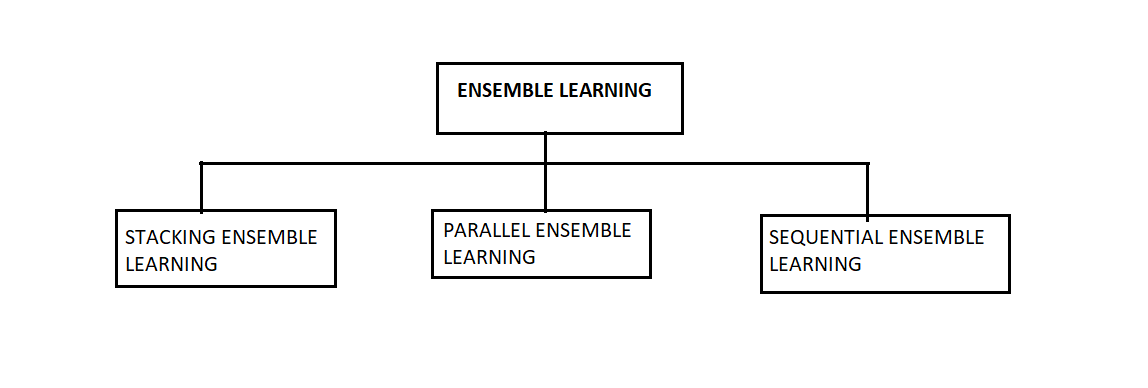 ENSEMBLE LEARNING
STACKING ENSEMBLE
LEARNING
PARALLEL ENSEMBLE
LEARNING
SEQUENTIAL ENSEMBLE
LEARNING